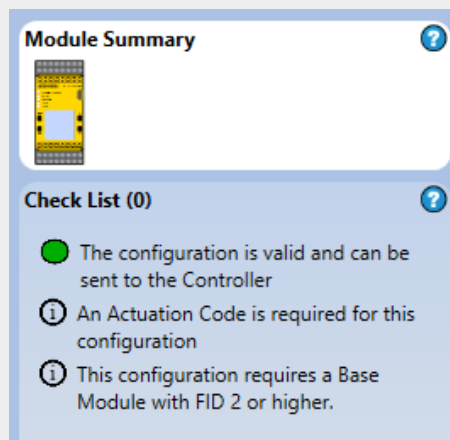 Module Summary
?
Check List (0)
?
The configuration is valid and can be
sent to the Controller
i An Actuation Code is required for this
configuration
i This configuration requires a Base
Module with FID 2 or higher.